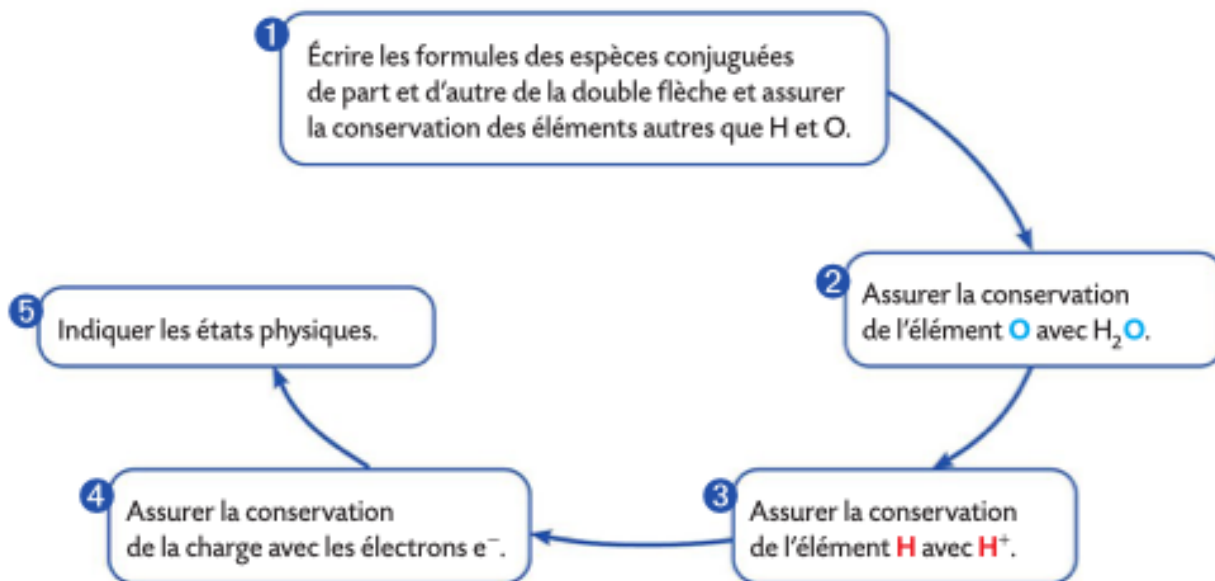 1
Écrire les formules des espèces conjuguées
de part et d'autre de la double flèche et assurer
la conservation des éléments autres que H et O.
2
Assurer la conservation
de l'élément O avec H₂O.
3
Assurer la conservation
de l'élément H avec H⁺.
4
Assurer la conservation
de la charge avec les électrons e⁻.
5
Indiquer les états physiques.